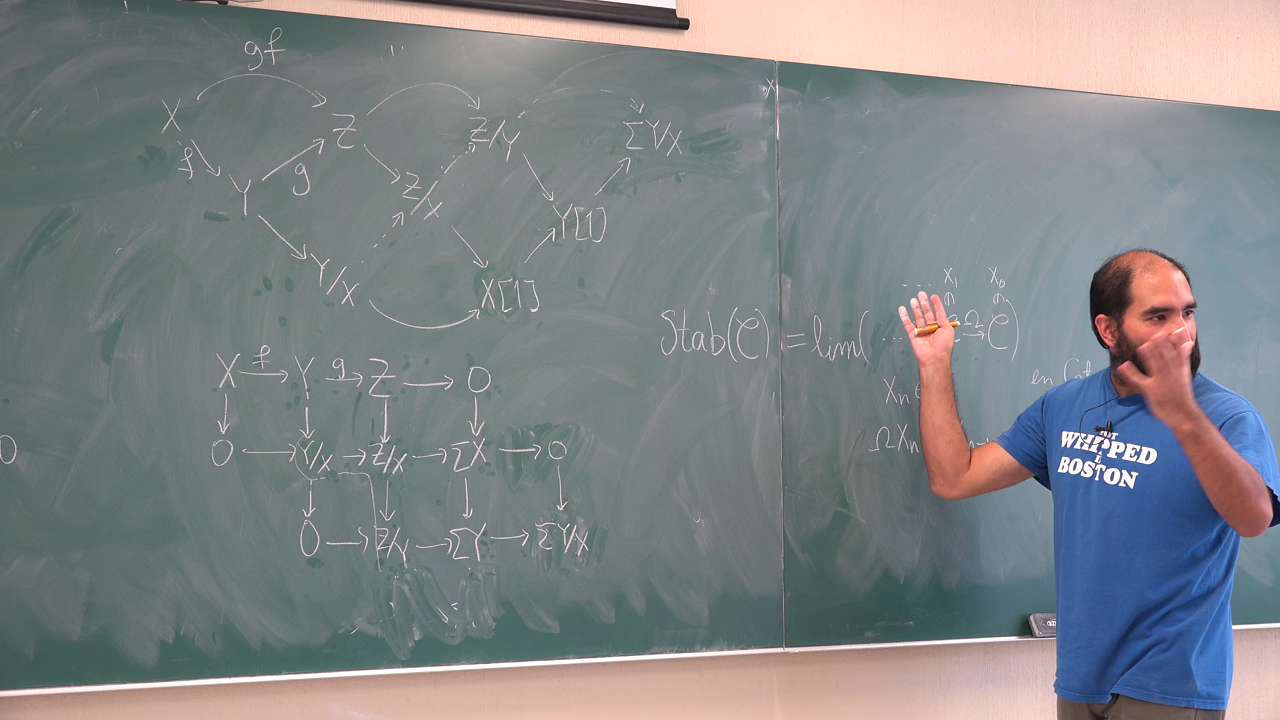 gf
X Z Z/Y ΣY/X
f g Z/X
Y Y[1]
Y/X X[1]
X f Y g Z 0
0 Y/X Z/X ΣX 0
0 Z/Y ΣY ΣY/X
0
X₁ X₀
Stab(C) = lim( ... Ω C)
Xₙ
ΩXₙ
en
WHIPPED
BOSTON